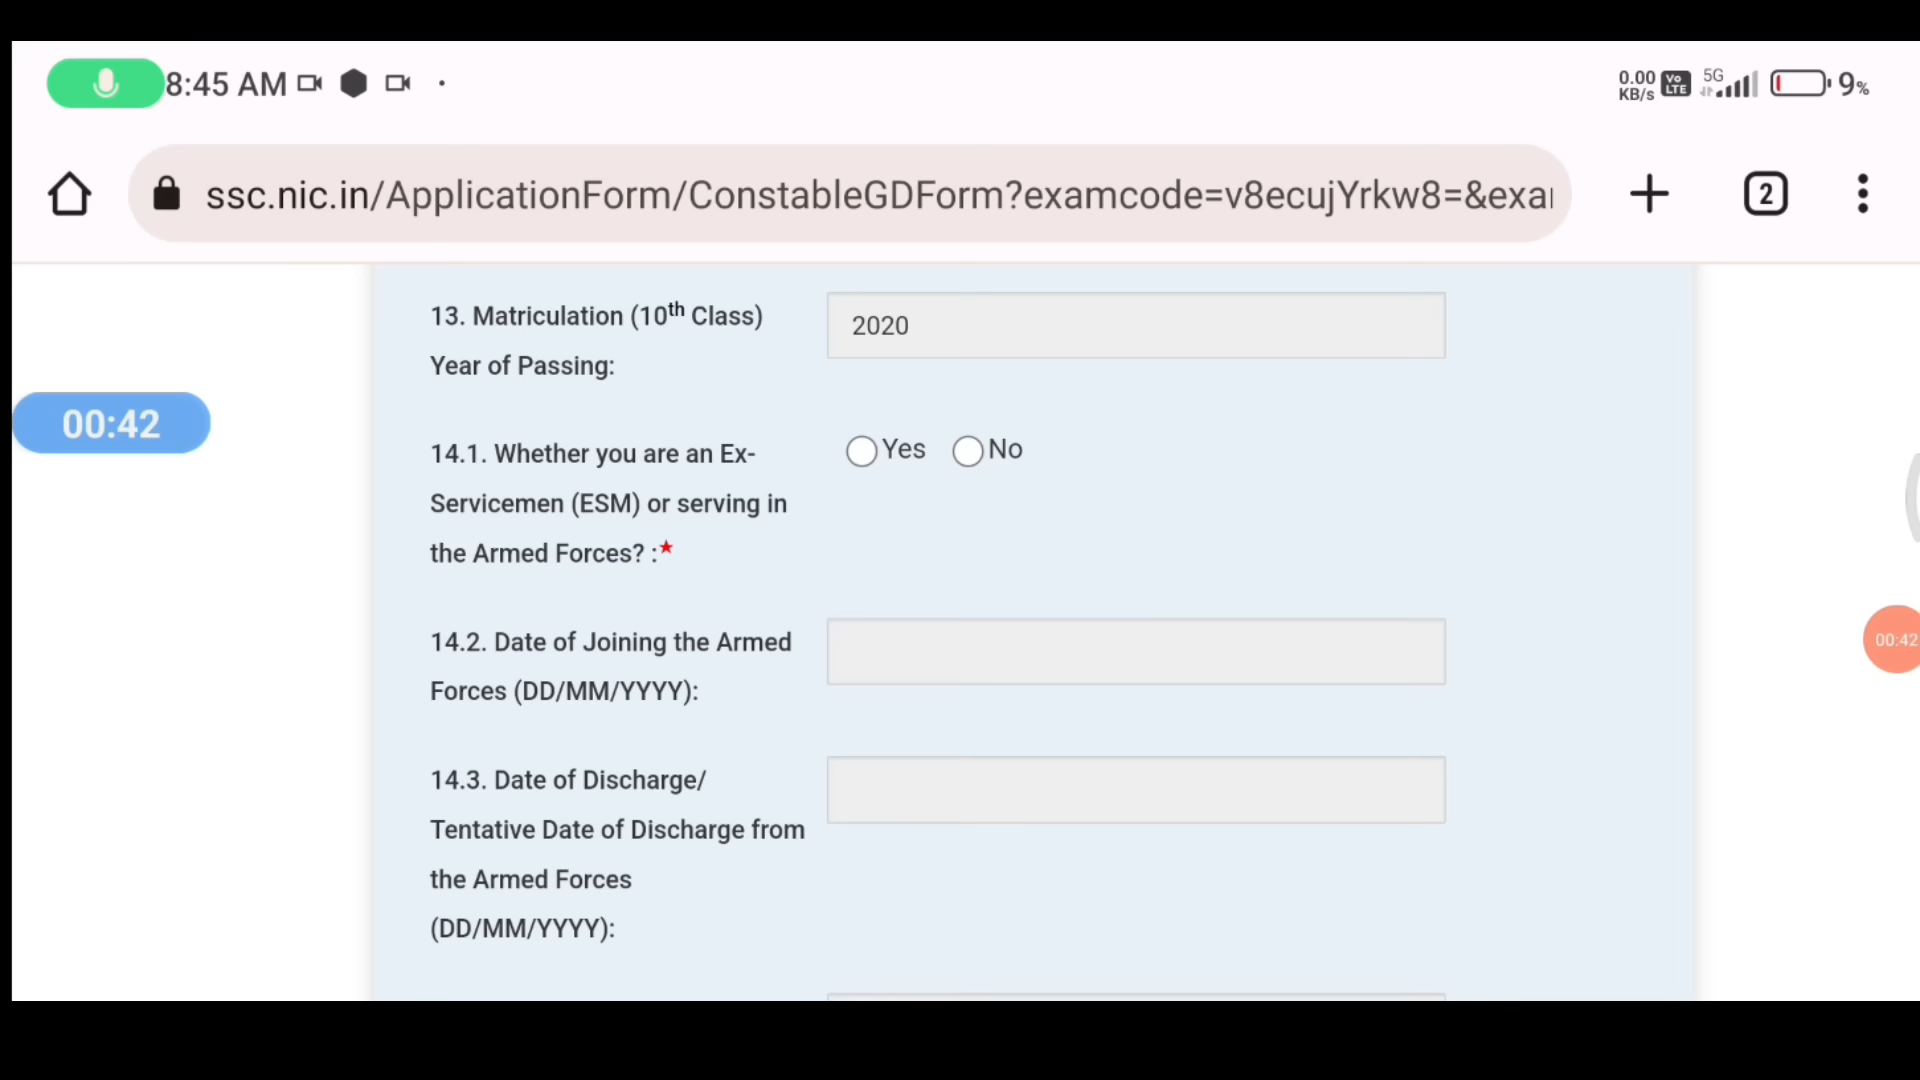 8:45 AM
0.00 KB/s
Vo LTE
5G
9%
ssc.nic.in/ApplicationForm/ConstableGDForm?examcode=v8ecujYrkw8=&exa
2
13. Matriculation (10th Class)
Year of Passing:
2020
00:42
14.1. Whether you are an Ex-
Servicemen (ESM) or serving in
the Armed Forces? :★
Yes No
00:42
14.2. Date of Joining the Armed
Forces (DD/MM/YYYY):
14.3. Date of Discharge/
Tentative Date of Discharge from
the Armed Forces
(DD/MM/YYYY):